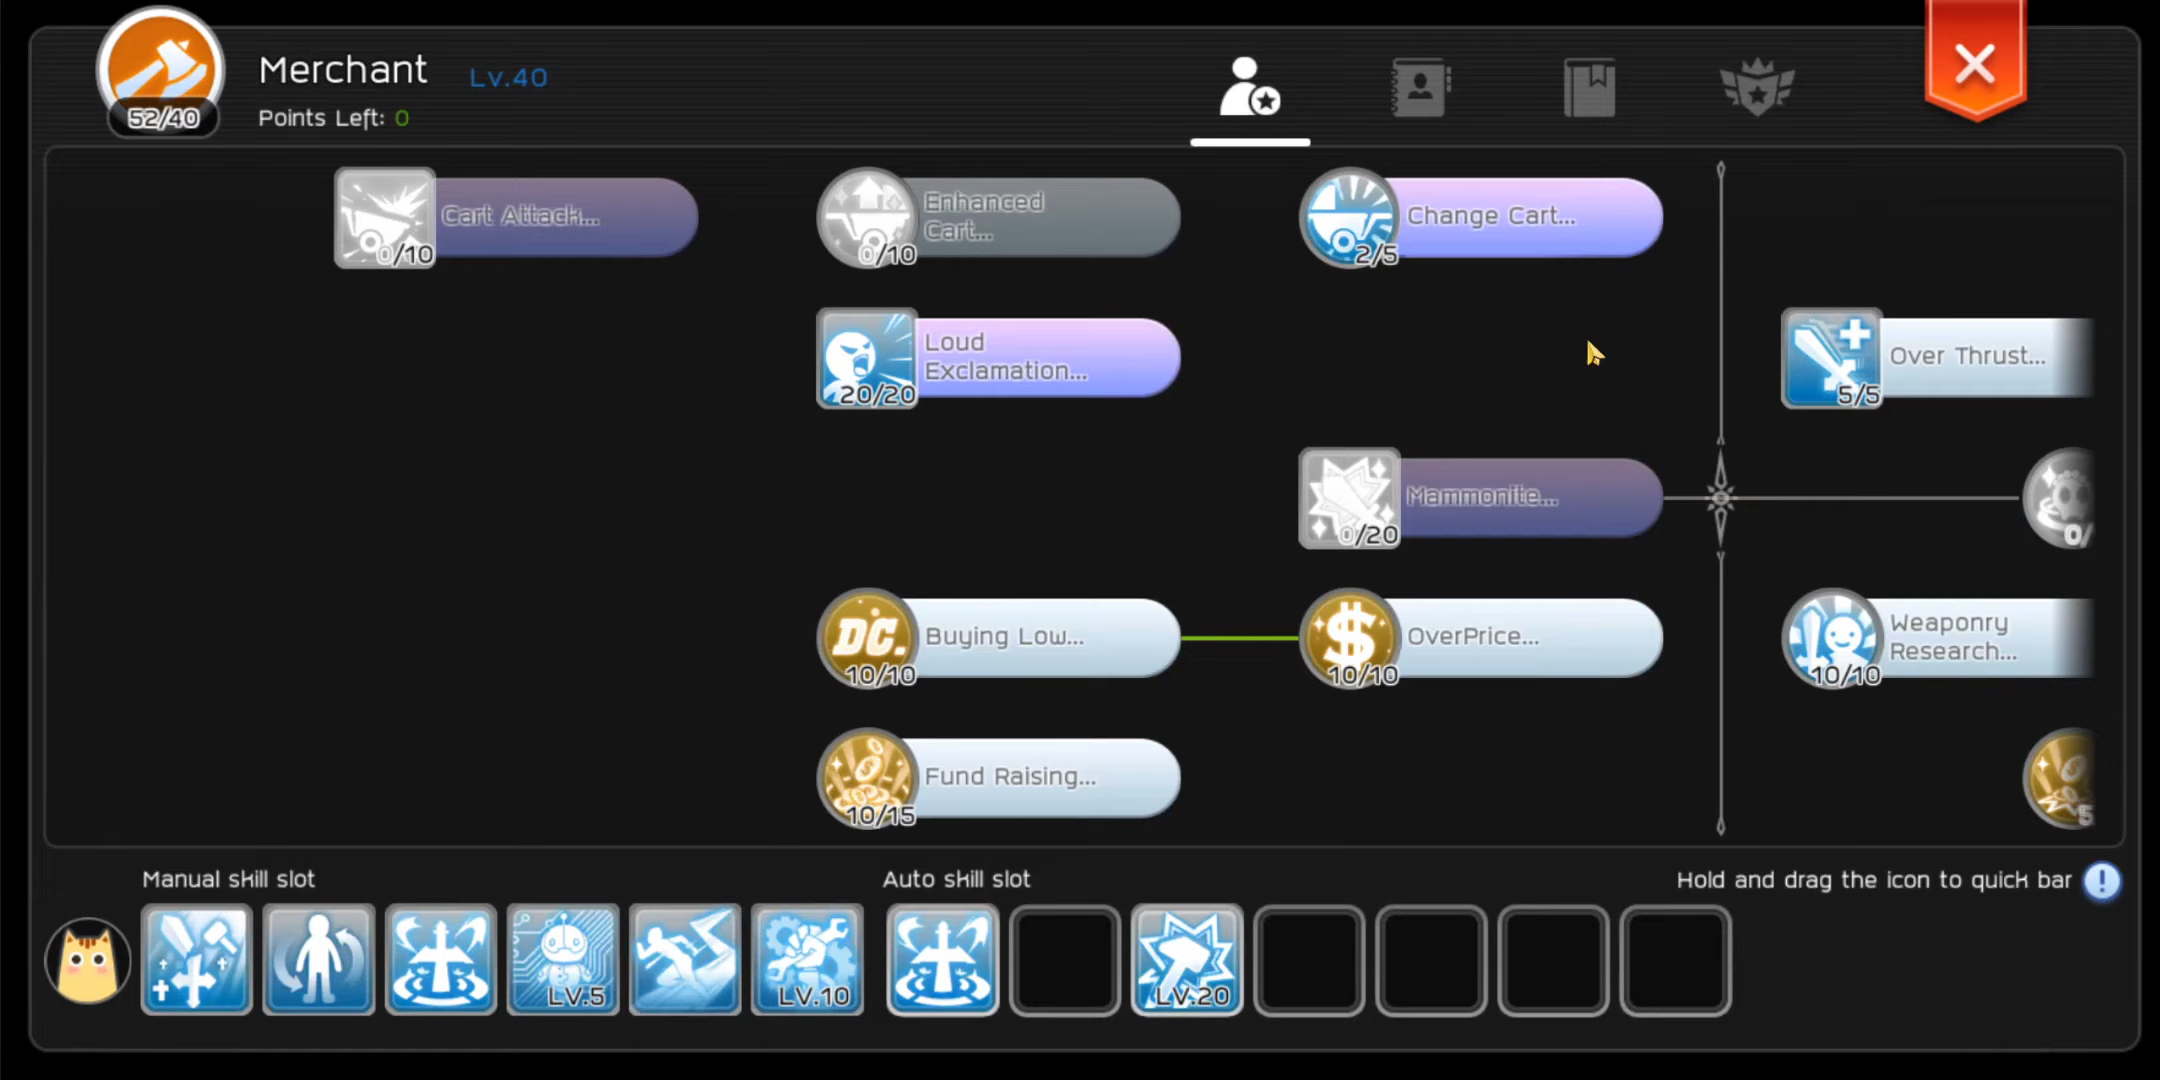 Merchant Lv.40
52/40
Points Left: 0
Cart Attack...
0/10
Enhanced
Cart...
0/10
Change Cart...
2/5
Loud
Exclamation...
20/20
Over Thrust...
5/5
Mammonite...
0/20
0/
DC.
Buying Low...
10/10
$
OverPrice...
10/10
Weaponry
Research...
10/10
Fund Raising...
10/15
5
Manual skill slot
Auto skill slot
Hold and drag the icon to quick bar !
LV.5
LV.10
LV.20